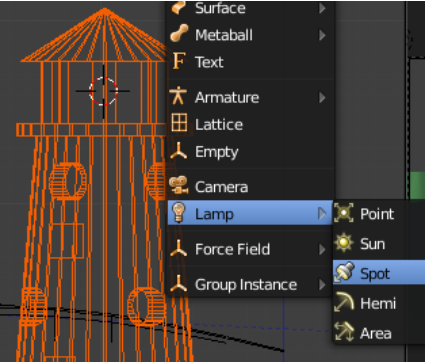 Surface
Metaball
Text
Armature
Lattice
Empty
Camera
Lamp
Point
Sun
Spot
Force Field
Hemi
Group Instance
Area